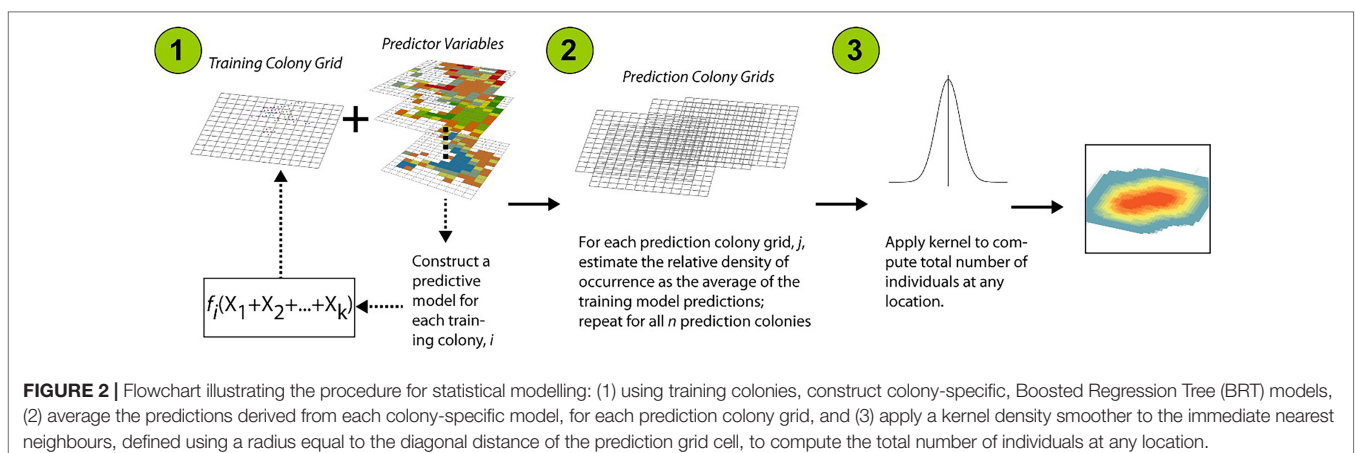 1
Training Colony Grid
Predictor Variables
+
f_i(X_1+X_2+...+X_k)
Construct a
predictive
model for
each train-
ing colony, i
2
Prediction Colony Grids
For each prediction colony grid, j,
estimate the relative density of
occurrence as the average of the
training model predictions;
repeat for all n prediction colonies
3
Apply kernel to com-
pute total number of
individuals at any
location.
FIGURE 2 | Flowchart illustrating the procedure for statistical modelling: (1) using training colonies, construct colony-specific, Boosted Regression Tree (BRT) models,
(2) average the predictions derived from each colony-specific model, for each prediction colony grid, and (3) apply a kernel density smoother to the immediate nearest
neighbours, defined using a radius equal to the diagonal distance of the prediction grid cell, to compute the total number of individuals at any location.